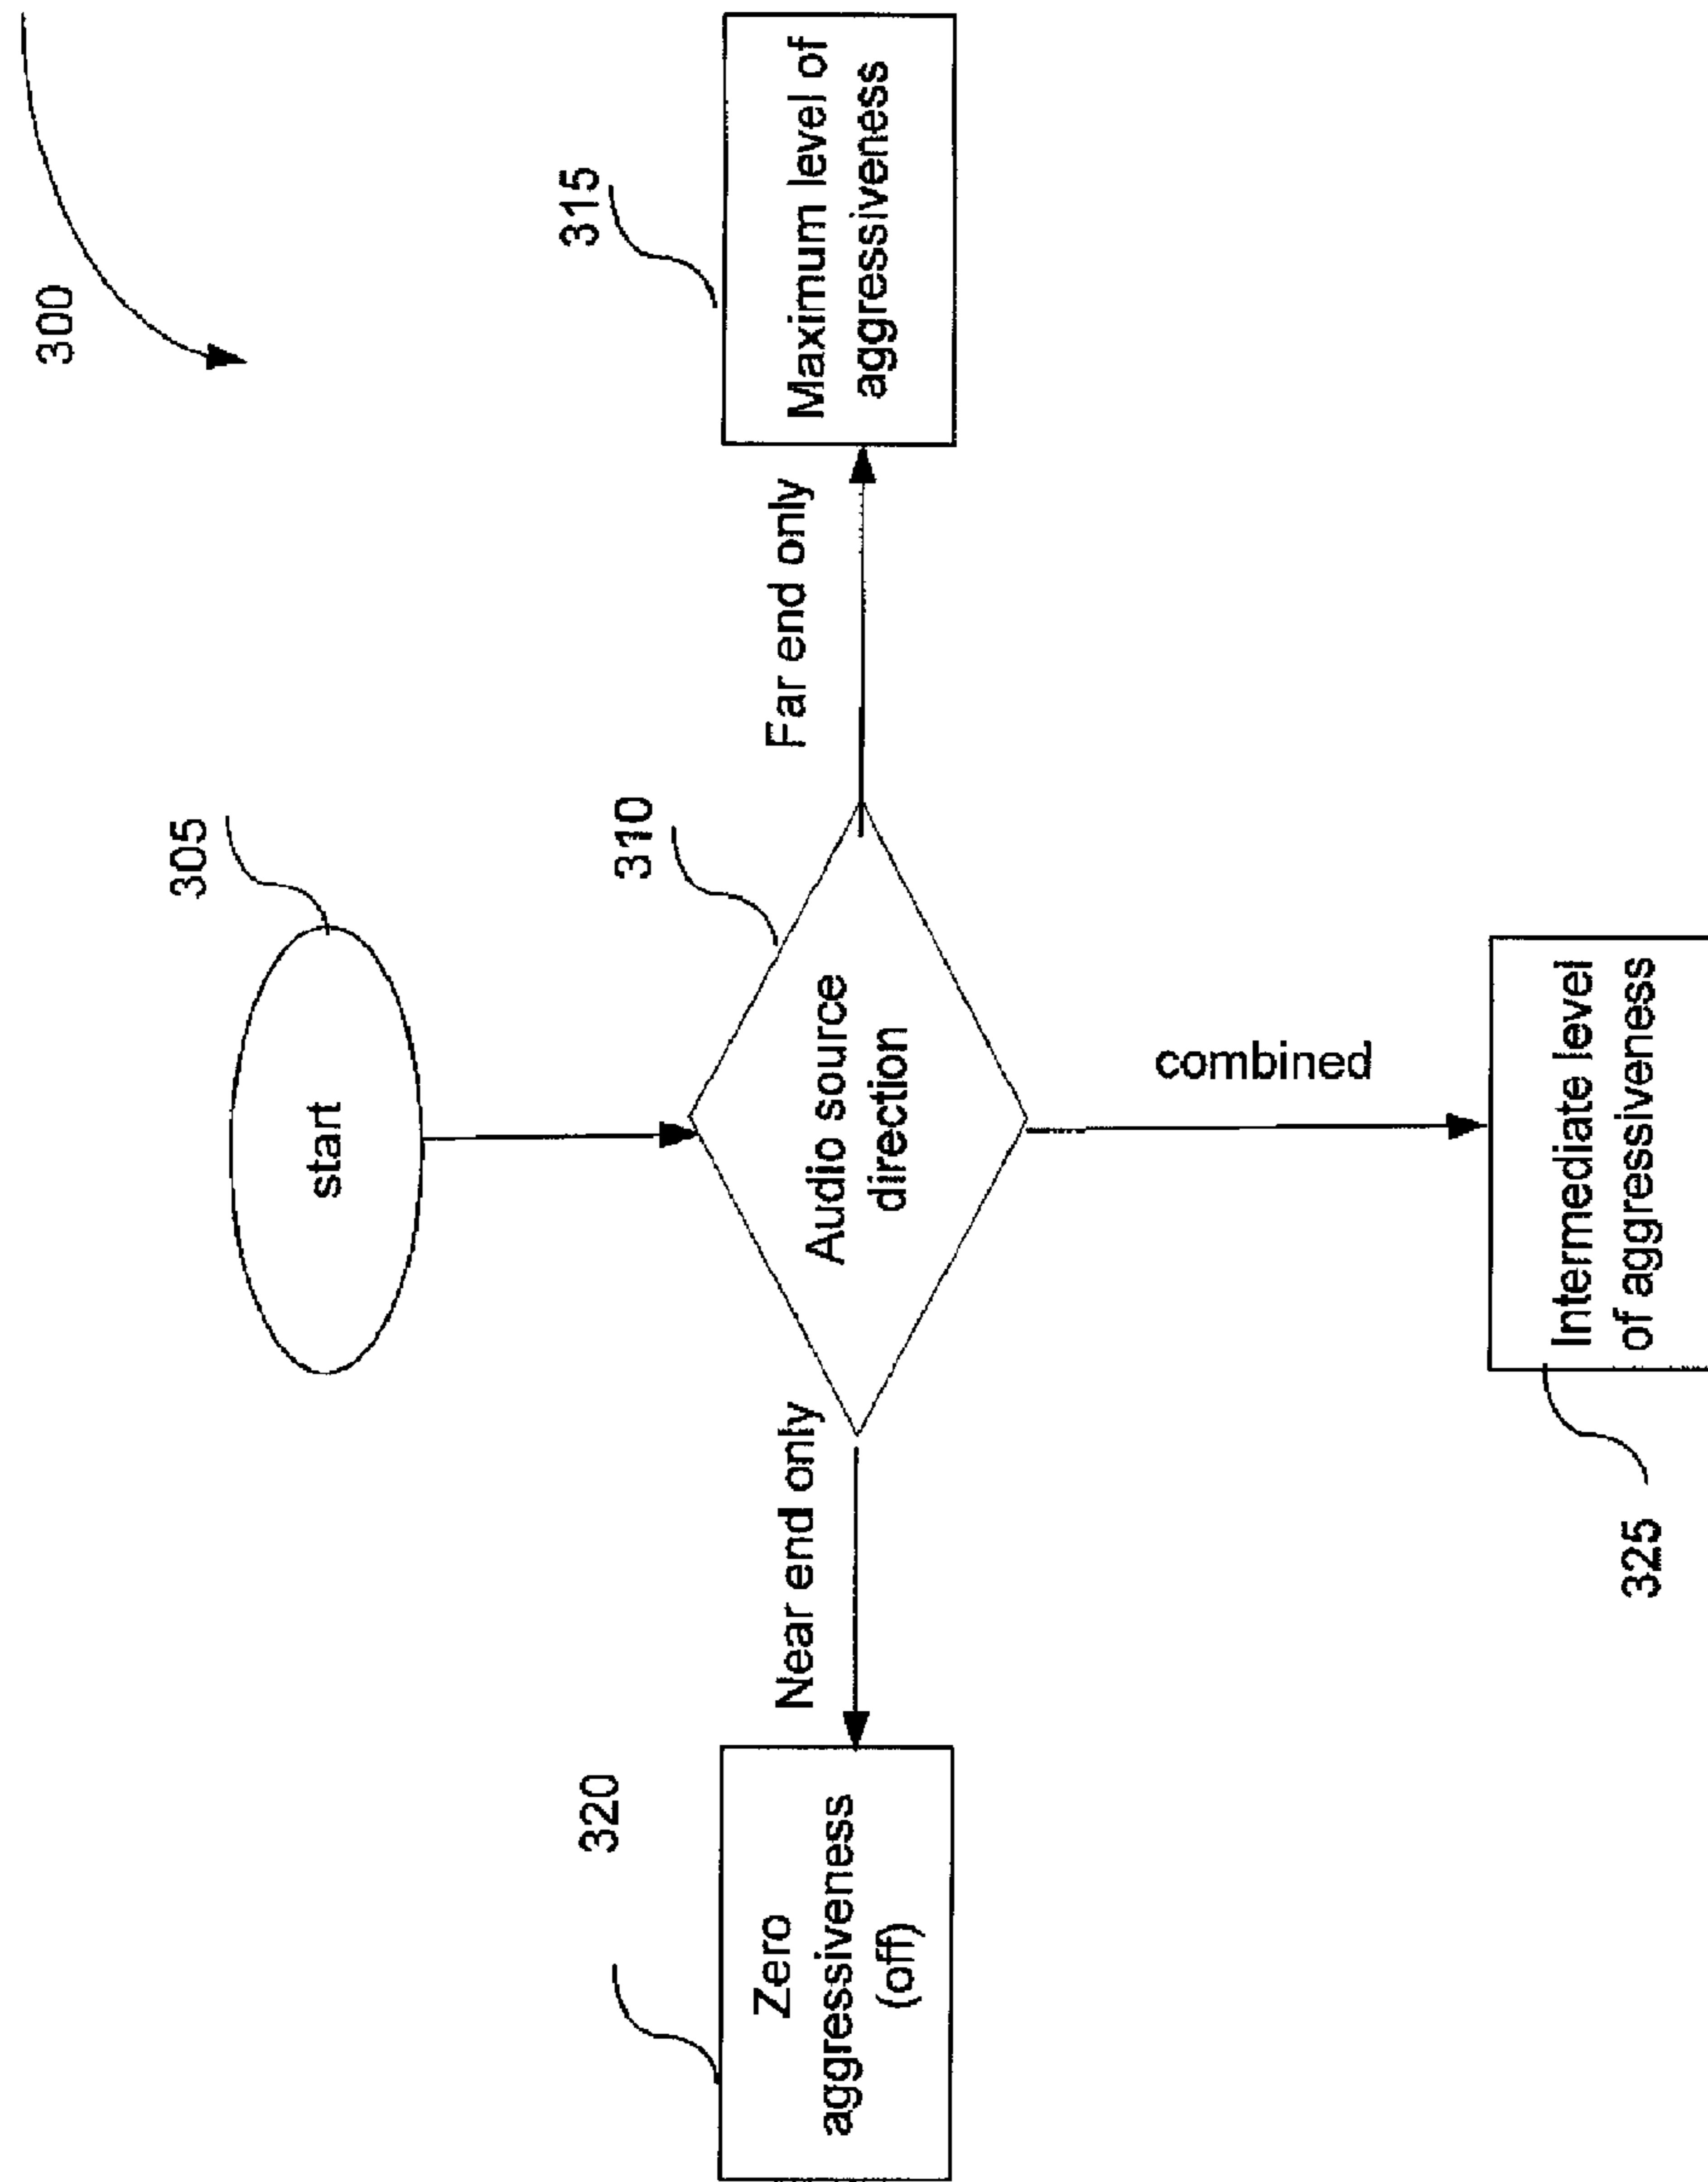 300
305
start
310
Audio source
direction
Near end only
Far end only
320
Zero
aggressiveness
(off)
315
Maximum level of
aggressiveness
combined
325
Intermediate level
of aggressiveness